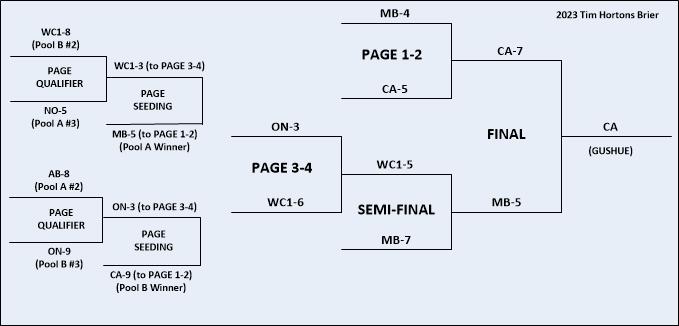 2023 Tim Hortons Brier
WC1-8
(Pool B #2)
PAGE
QUALIFIER
NO-5
(Pool A #3)
WC1-3 (to PAGE 3-4)
PAGE
SEEDING
MB-5 (to PAGE 1-2)
(Pool A Winner)
AB-8
(Pool A #2)
PAGE
QUALIFIER
ON-9
(Pool B #3)
ON-3 (to PAGE 3-4)
PAGE
SEEDING
CA-9 (to PAGE 1-2)
(Pool B Winner)
MB-4
PAGE 1-2
CA-5
ON-3
PAGE 3-4
WC1-6
WC1-5
SEMI-FINAL
MB-7
CA-7
FINAL
MB-5
CA
(GUSHUE)